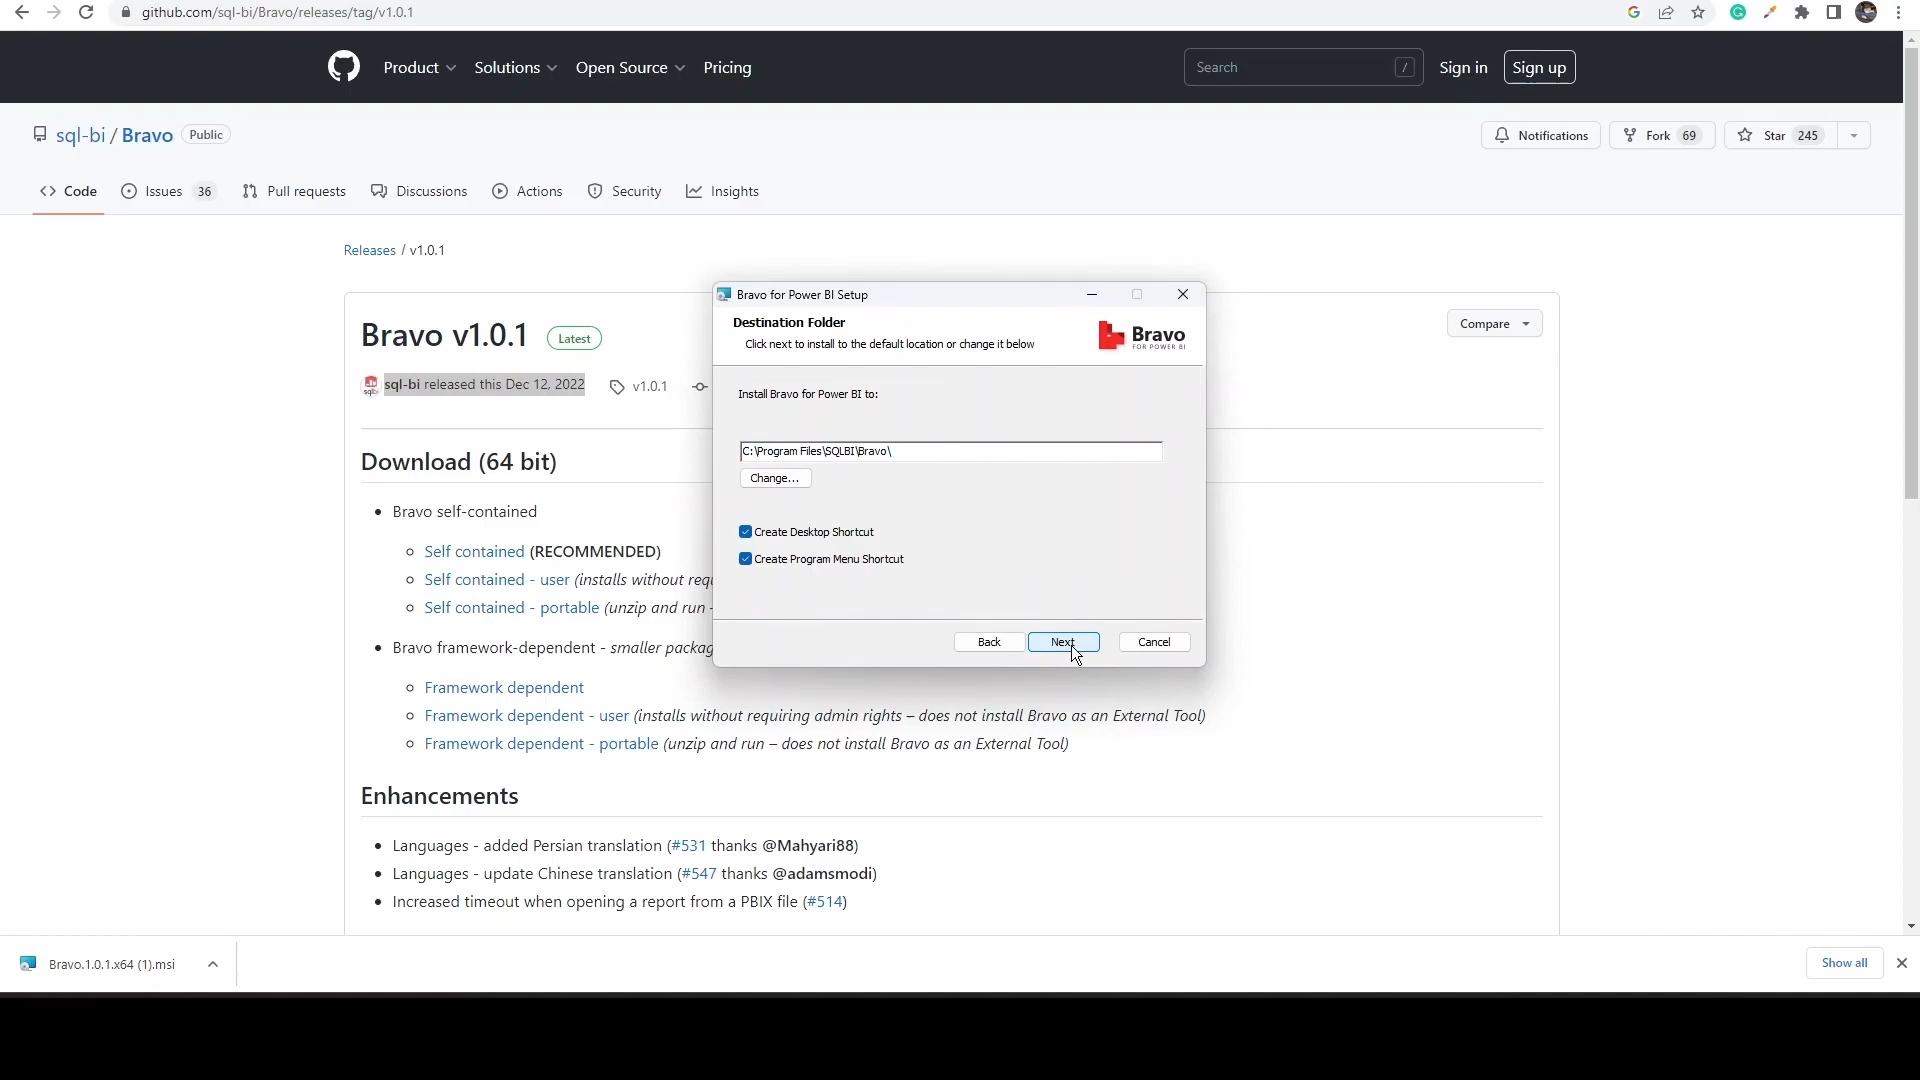 github.com/sql-bi/Bravo/releases/tag/v1.0.1
Product Solutions Open Source Pricing
Search /
Sign in
Sign up
sql-bi / Bravo Public
Notifications
Fork 69
Star 245
Code
Issues 36
Pull requests
Discussions
Actions
Security
Insights
Releases / v1.0.1
Bravo v1.0.1 Latest
Compare
sqlbi
sql-bi released this Dec 12, 2022 v1.0.1
Download (64 bit)
Bravo self-contained
Self contained (RECOMMENDED)
Self contained - user (installs without requ
Self contained - portable (unzip and run -
Bravo framework-dependent - smaller packag
Framework dependent
Framework dependent - user (installs without requiring admin rights – does not install Bravo as an External Tool)
Framework dependent - portable (unzip and run – does not install Bravo as an External Tool)
Enhancements
Languages - added Persian translation (#531 thanks @Mahyari88)
Languages - update Chinese translation (#547 thanks @adamsmodi)
Increased timeout when opening a report from a PBIX file (#514)
Bravo for Power BI Setup
Destination Folder
Click next to install to the default location or change it below
Bravo
FOR POWER BI
Install Bravo for Power BI to:
C:\Program Files\SQLBI\Bravo\
Change...
Create Desktop Shortcut
Create Program Menu Shortcut
Back
Next
Cancel
Bravo.1.0.1.x64 (1).msi
Show all